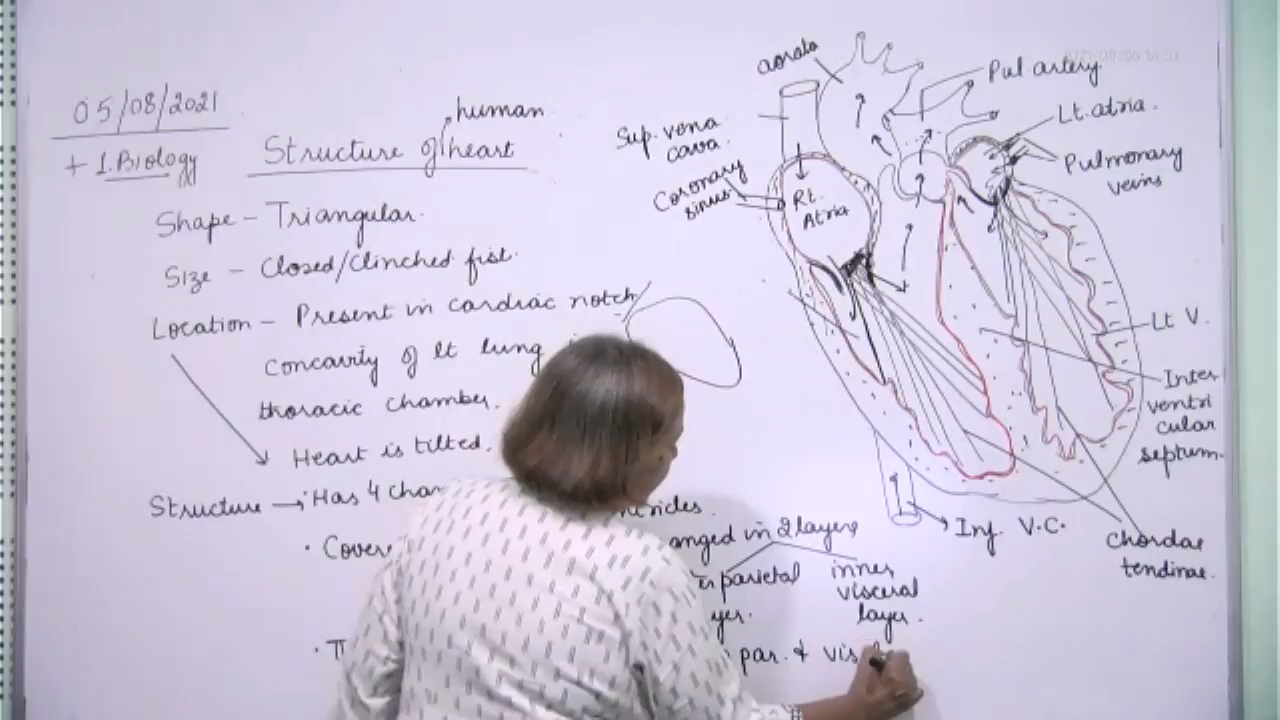 05/08/2021
+ 1. Biology
human
Structure of heart
Shape - Triangular.
Size - Closed/Clinched fist.
Location - Present in cardiac notch/
concavity of lt lung
thoracic chamber.
Heart is tilted.
Structure → Has 4
anged in 2 layers
parietal
inner
visceral
layer.
par. & vis
aorata
Pul artery
Lt. atria.
Sup. vena
cava.
Pulmonary
veins
Coronary
sinus
Rt.
Atria
Lt V.
Inter
ventri
cular
septum.
Inf. V.C.
Chordae
tendinae.